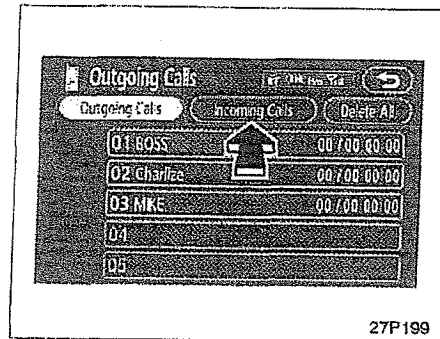 Outgoing Calls
Outgoing Calls Incoming Calls Delete All
01 BOSS 00/00 00:00
02 Charlize 00/00 00:00
03 MIKE 00/00 00:00
04
05
27P199